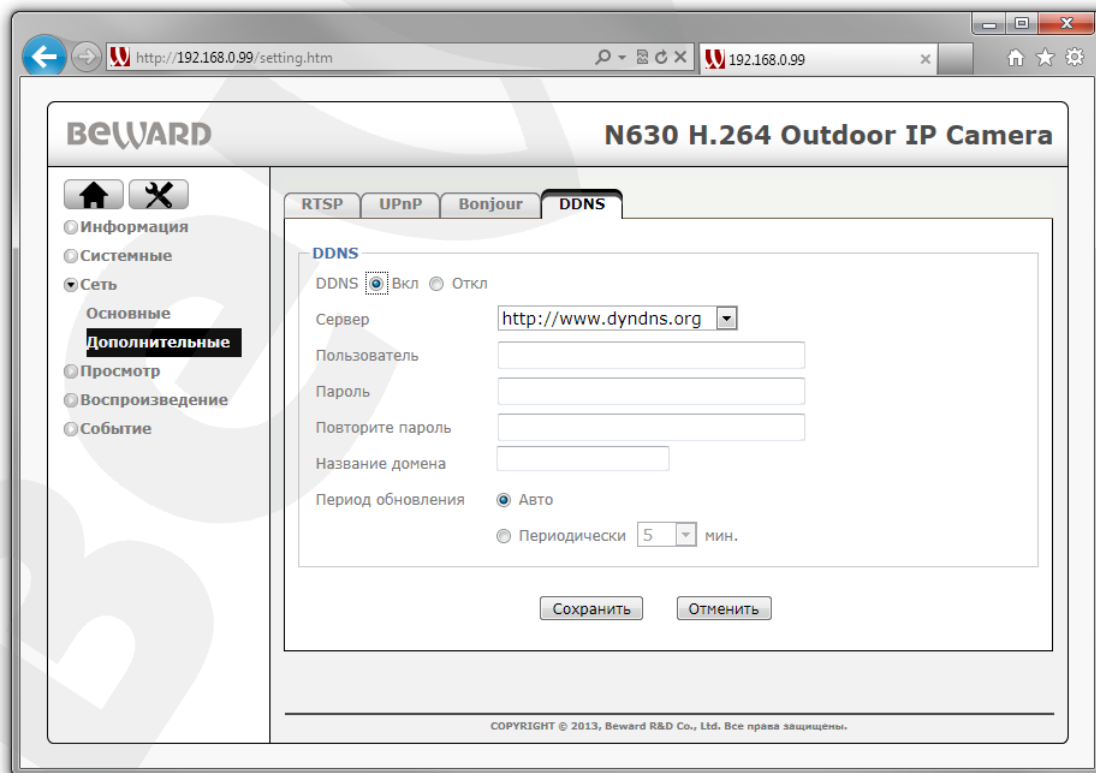 http://192.168.0.99/setting.htm
192.168.0.99
BEWARD
N630 H.264 Outdoor IP Camera
RTSP UPnP Bonjour DDNS
Информация
Системные
Сеть
Основные
Дополнительные
Просмотр
Воспроизведение
Событие
DDNS
DDNS Вкл Откл
Сервер http://www.dyndns.org
Пользователь
Пароль
Повторите пароль
Название домена
Период обновления Авто
Периодически 5 мин.
Сохранить Отменить
COPYRIGHT © 2013, Beward R&D Co., Ltd. Все права защищены.